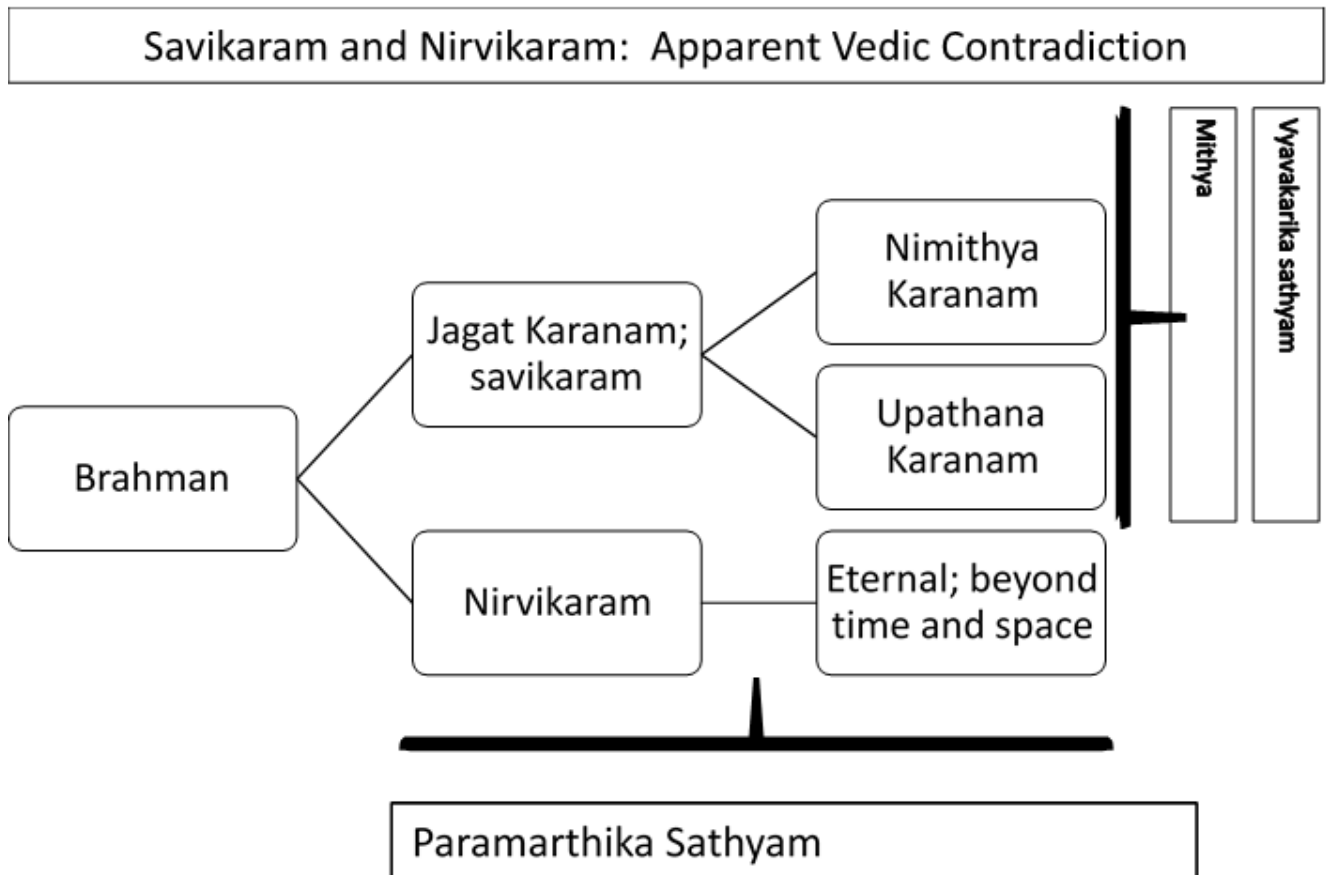 Savikaram and Nirvikaram:  Apparent Vedic Contradiction
Brahman
Jagat Karanam;
savikaram
Nirvikaram
Nimithya
Karanam
Upathana
Karanam
Eternal; beyond
time and space
Mithya
Vyavakarika sathyam
Paramarthika Sathyam